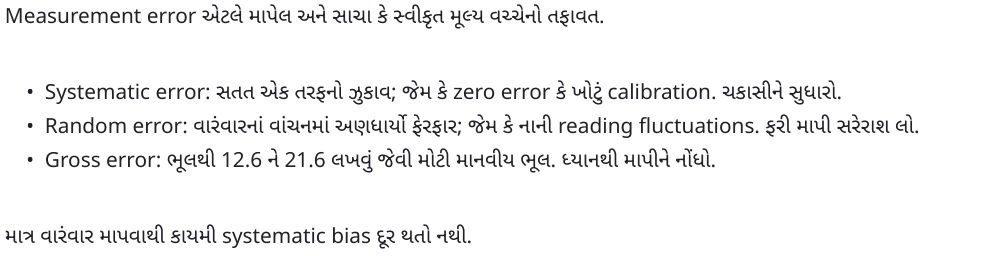 Measurement error એટલે માપેલ અને સાચા કે સ્વીકૃત મૂલ્ય વચ્ચેનો તફાવત.
• Systematic error: સતત એક તરફનો ઝુકાવ; જેમ કે zero error કે ખોટું calibration. ચકાસીને સુધારો.
• Random error: વારંવારનાં વાંચનમાં અણધાર્યો ફેરફાર; જેમ કે નાની reading fluctuations. ફરી માપી સરેરાશ લો.
• Gross error: ભૂલથી 12.6 ને 21.6 લખવું જેવી મોટી માનવીય ભૂલ. ધ્યાનથી માપીને નોંધો.
માત્ર વારંવાર માપવાથી કાયમી systematic bias દૂર થતો નથી.